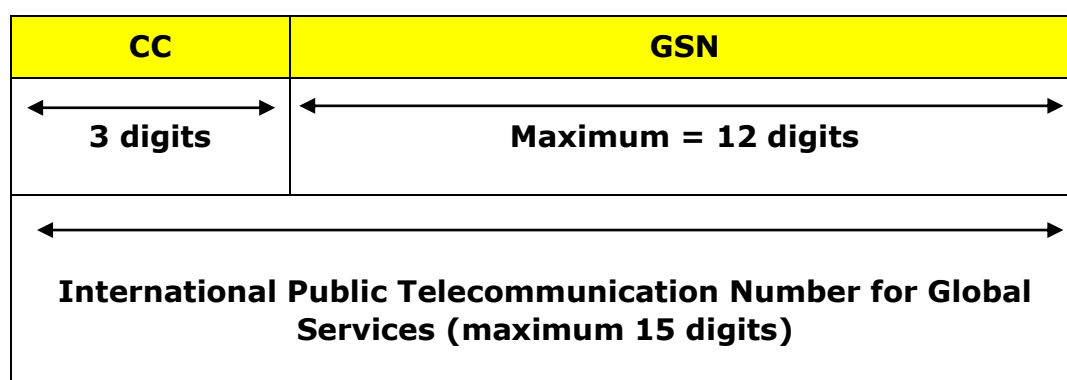 CC
GSN
3 digits
Maximum = 12 digits
International Public Telecommunication Number for Global
Services (maximum 15 digits)